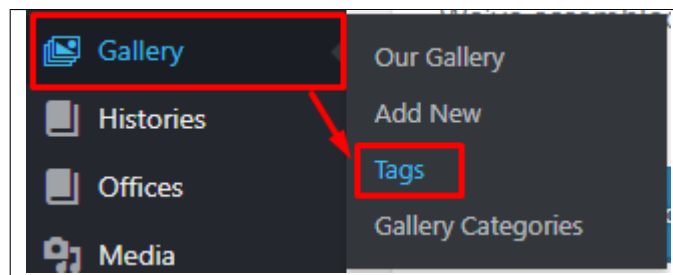 Gallery
Histories
Offices
Media
Our Gallery
Add New
Tags
Gallery Categories